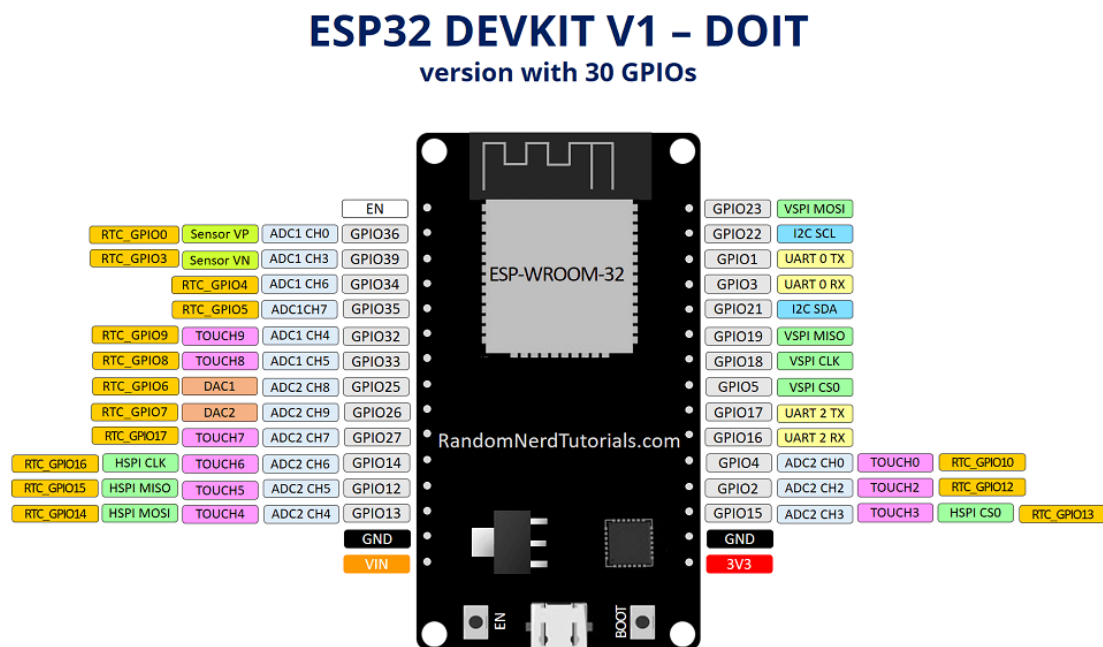 ESP32 DEVKIT V1 – DOIT
version with 30 GPIOs
EN GPIO23 VSPI MOSI
RTC_GPIO0 Sensor VP ADC1 CH0 GPIO36 GPIO22 I2C SCL
RTC_GPIO3 Sensor VN ADC1 CH3 GPIO39 GPIO1 UART 0 TX
ESP-WROOM-32
RTC_GPIO4 ADC1 CH6 GPIO34 GPIO3 UART 0 RX
RTC_GPIO5 ADC1CH7 GPIO35 GPIO21 I2C SDA
RTC_GPIO9 TOUCH9 ADC1 CH4 GPIO32 GPIO19 VSPI MISO
RTC_GPIO8 TOUCH8 ADC1 CH5 GPIO33 GPIO18 VSPI CLK
RTC_GPIO6 DAC1 ADC2 CH8 GPIO25 GPIO5 VSPI CS0
RTC_GPIO7 DAC2 ADC2 CH9 GPIO26 GPIO17 UART 2 TX
RTC_GPIO17 TOUCH7 ADC2 CH7 GPIO27 RandomNerdTutorials.com GPIO16 UART 2 RX
RTC_GPIO16 HSPI CLK TOUCH6 ADC2 CH6 GPIO14 GPIO4 ADC2 CH0 TOUCH0 RTC_GPIO10
RTC_GPIO15 HSPI MISO TOUCH5 ADC2 CH5 GPIO12 GPIO2 ADC2 CH2 TOUCH2 RTC_GPIO12
RTC_GPIO14 HSPI MOSI TOUCH4 ADC2 CH4 GPIO13 GPIO15 ADC2 CH3 TOUCH3 HSPI CS0 RTC_GPIO13
GND GND
VIN 3V3
EN BOOT